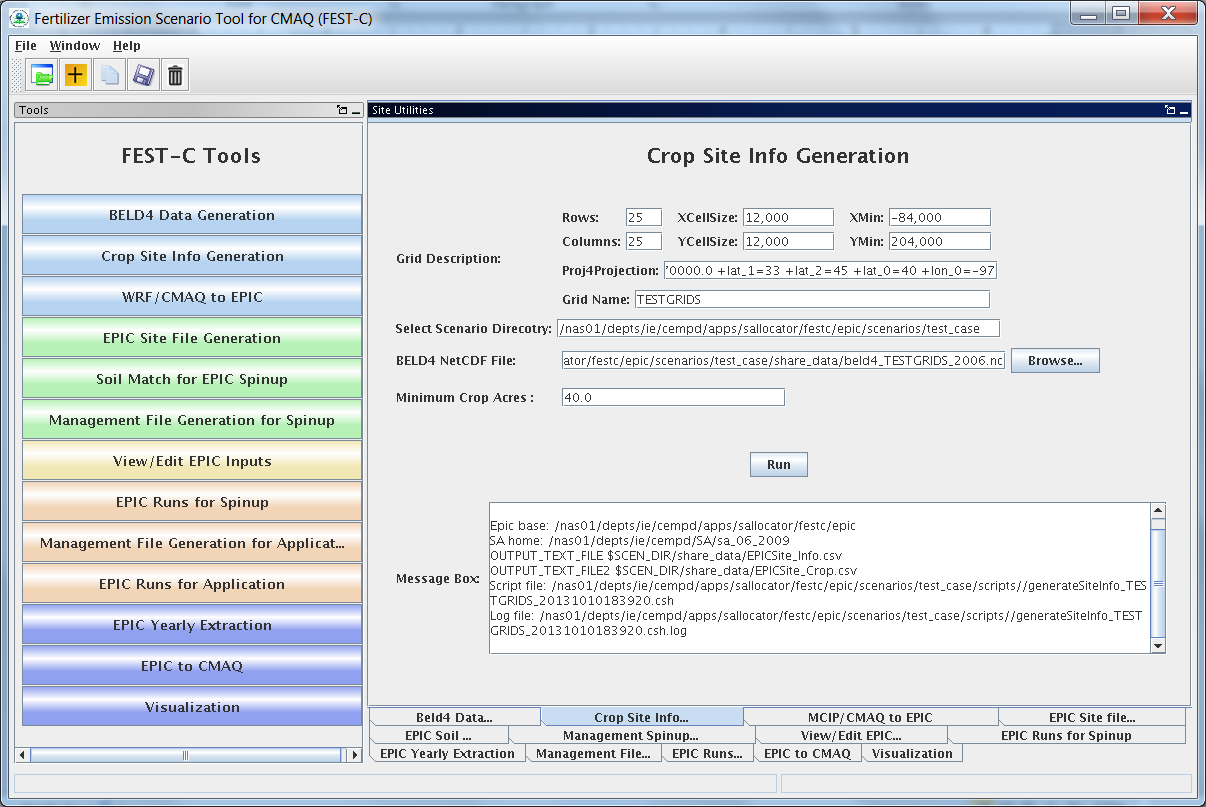 Fertilizer Emission Scenario Tool for CMAQ (FEST-C)
File Window Help
Tools
FEST-C Tools
BELD4 Data Generation
Crop Site Info Generation
WRF/CMAQ to EPIC
EPIC Site File Generation
Soil Match for EPIC Spinup
Management File Generation for Spinup
View/Edit EPIC Inputs
EPIC Runs for Spinup
Management File Generation for Applicat...
EPIC Runs for Application
EPIC Yearly Extraction
EPIC to CMAQ
Visualization
Site Utilities
Crop Site Info Generation
Grid Description:
Rows: 25 XCellSize: 12,000 XMin: -84,000
Columns: 25 YCellSize: 12,000 YMin: 204,000
Proj4Projection: '0000.0 +lat_1=33 +lat_2=45 +lat_0=40 +lon_0=-97
Grid Name: TESTGRIDS
Select Scenario Direcotry: /nas01/depts/ie/cempd/apps/sallocator/festc/epic/scenarios/test_case
BELD4 NetCDF File: ator/festc/epic/scenarios/test_case/share_data/beld4_TESTGRIDS_2006.nc Browse...
Minimum Crop Acres : 40.0
Run
Message Box:
Epic base: /nas01/depts/ie/cempd/apps/sallocator/festc/epic
SA home: /nas01/depts/ie/cempd/SA/sa_06_2009
OUTPUT_TEXT_FILE $SCEN_DIR/share_data/EPICSite_Info.csv
OUTPUT_TEXT_FILE2 $SCEN_DIR/share_data/EPICSite_Crop.csv
Script file: /nas01/depts/ie/cempd/apps/sallocator/festc/epic/scenarios/test_case/scripts//generateSiteInfo_TES
TGRIDS_20131010183920.csh
Log file: /nas01/depts/ie/cempd/apps/sallocator/festc/epic/scenarios/test_case/scripts//generateSiteInfo_TEST
GRIDS_20131010183920.csh.log
Beld4 Data... Crop Site Info... MCIP/CMAQ to EPIC EPIC Site file...
EPIC Soil ... Management Spinup... View/Edit EPIC... EPIC Runs for Spinup
EPIC Yearly Extraction Management File... EPIC Runs... EPIC to CMAQ Visualization